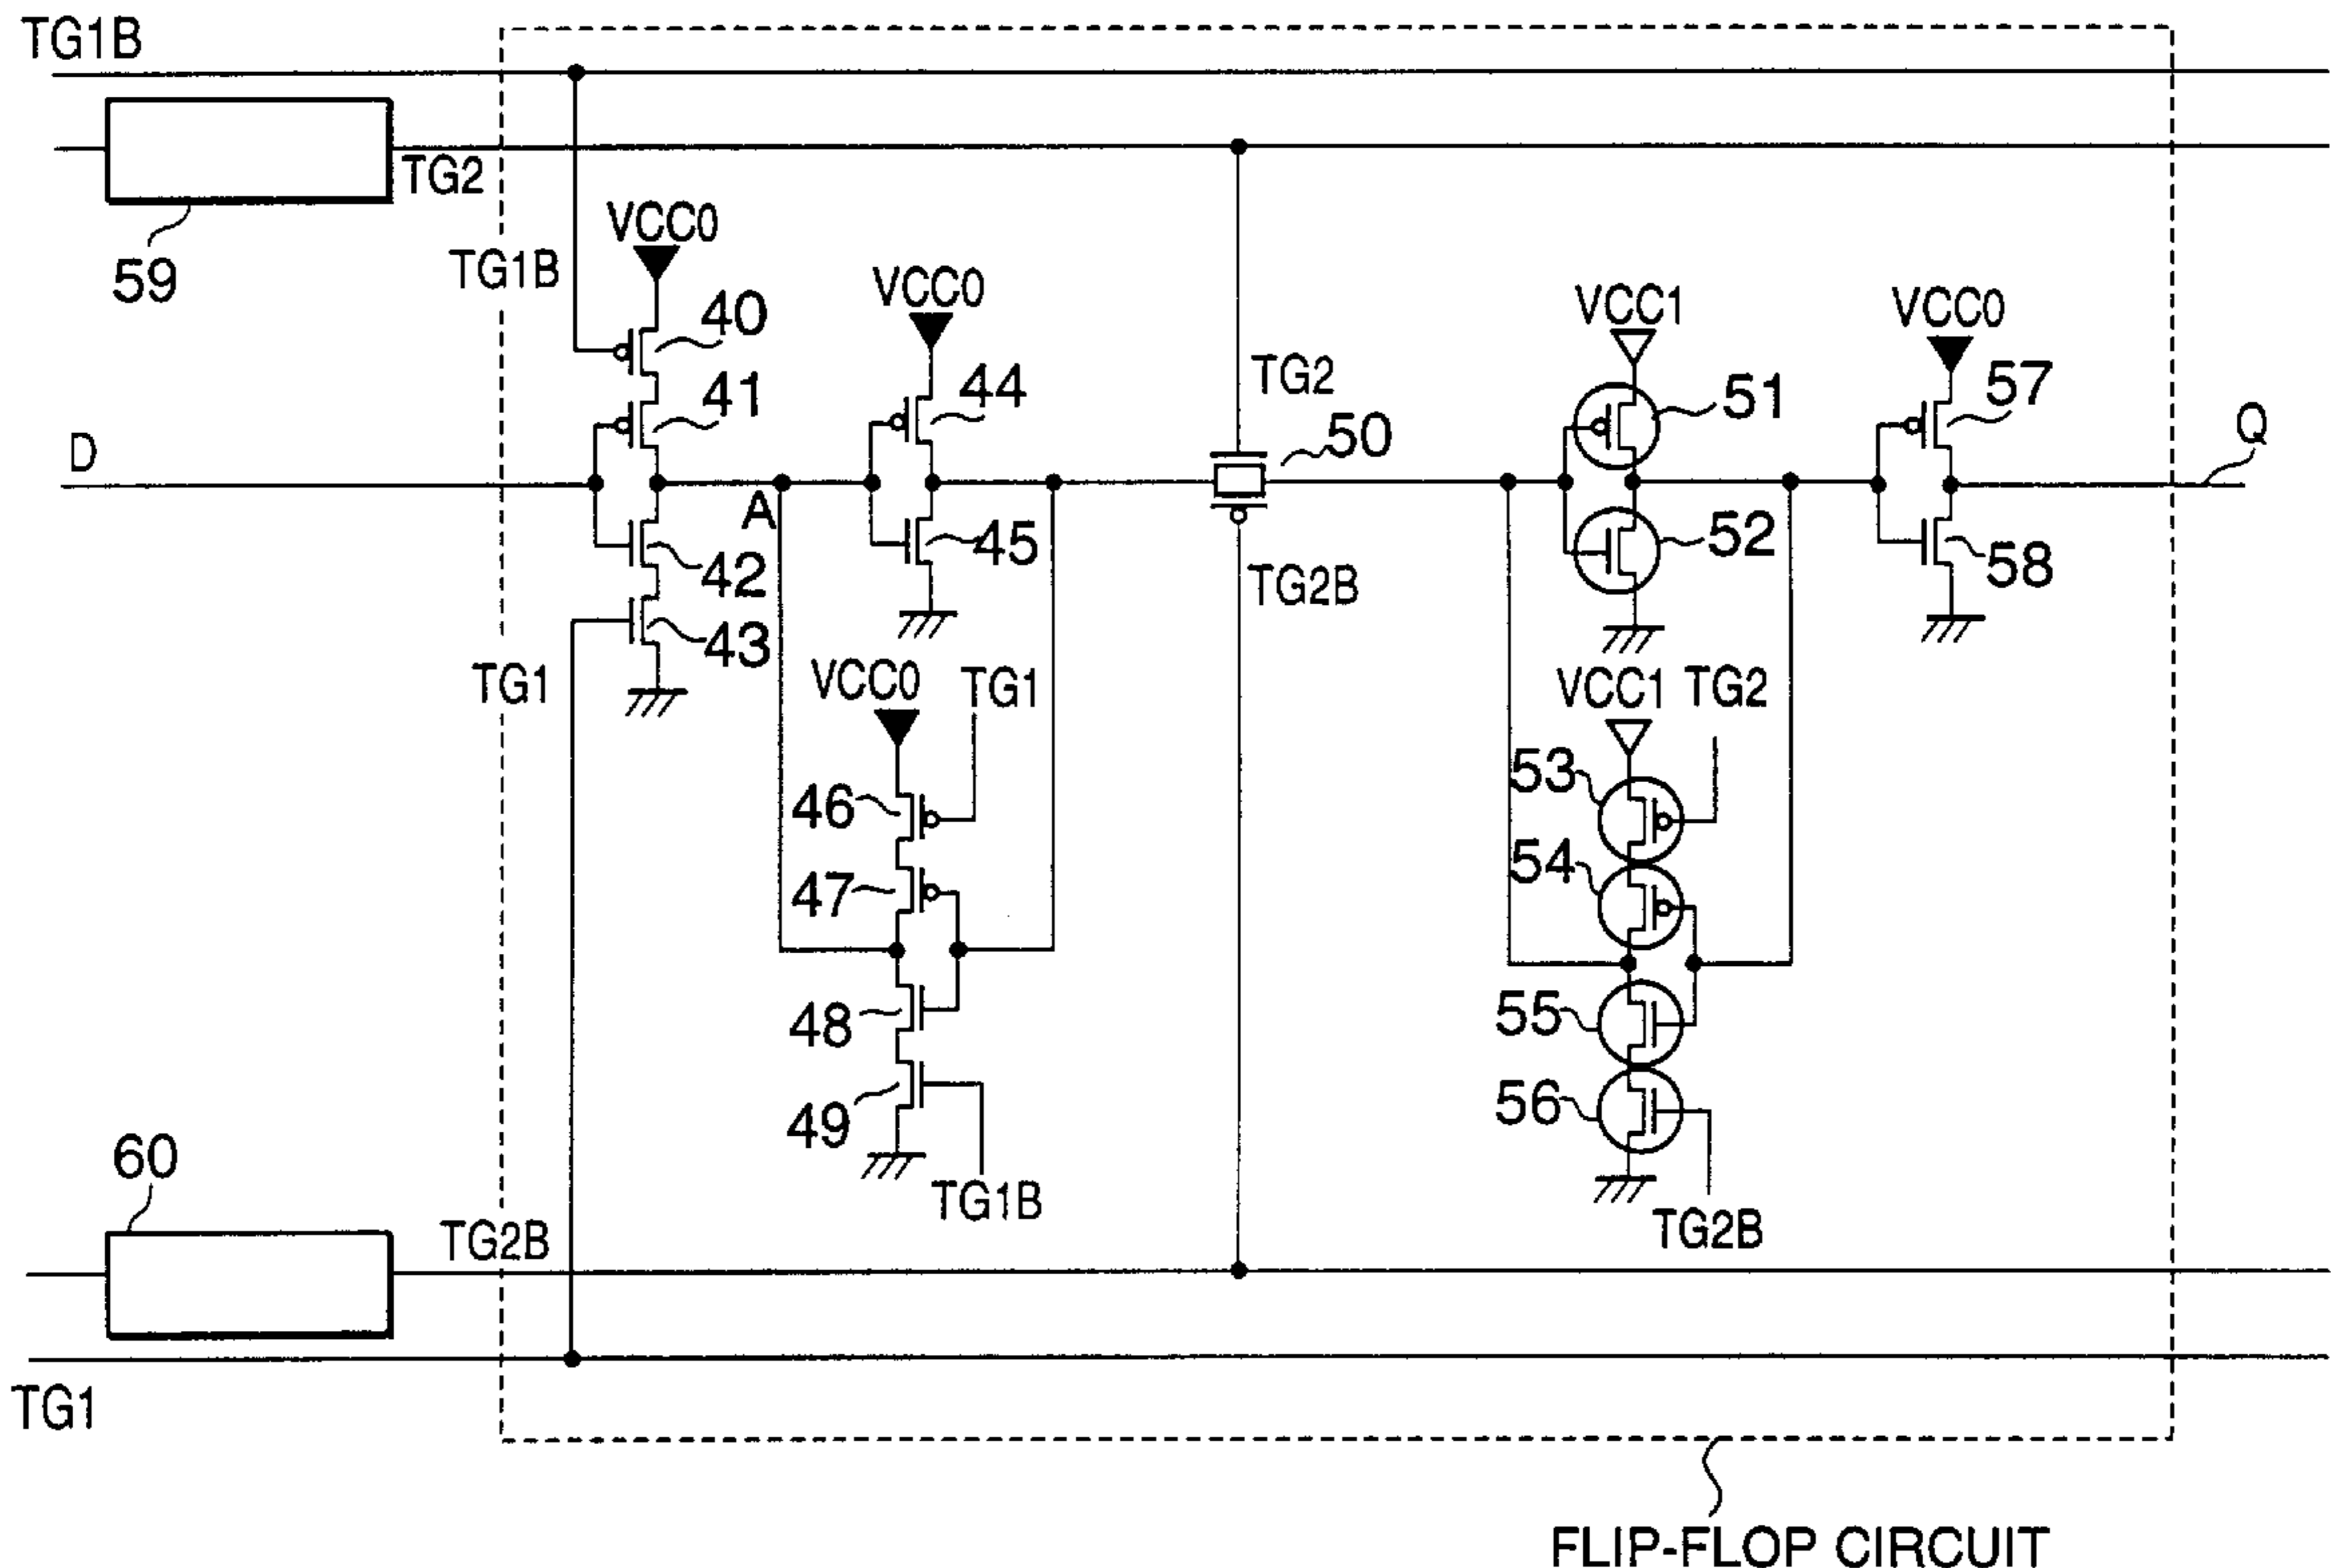 TG1B
TG2
59
TG1B
VCC0
40
VCC0
41
44
D
A
42
45
43
TG1
VCC0
TG1
46
47
48
49
TG1B
TG2
50
TG2B
VCC1
51
52
VCC0
57
Q
58
VCC1
TG2
53
54
55
56
TG2B
60
TG2B
TG1
FLIP-FLOP CIRCUIT